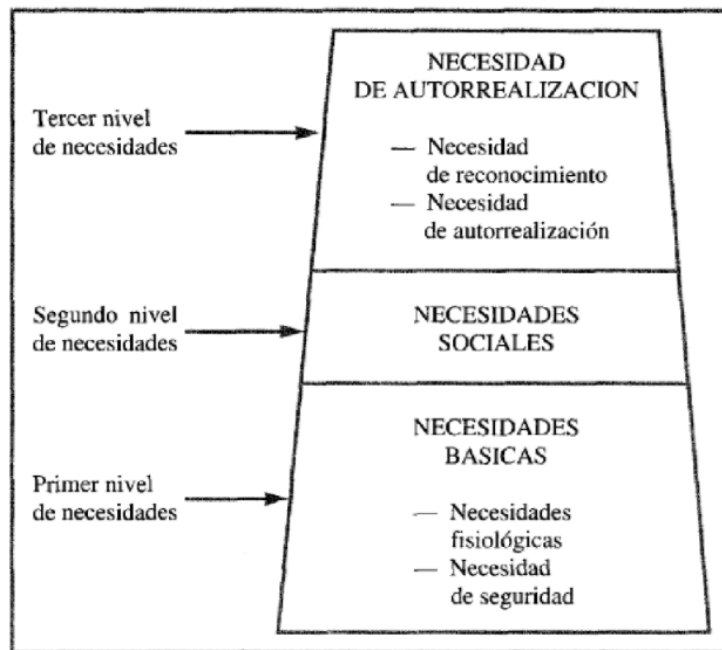 NECESIDAD
DE AUTORREALIZACION
Tercer nivel
de necesidades
— Necesidad
de reconocimiento
— Necesidad
de autorrealización
Segundo nivel
de necesidades
NECESIDADES
SOCIALES
NECESIDADES
BASICAS
Primer nivel
de necesidades
— Necesidades
fisiológicas
— Necesidad
de seguridad